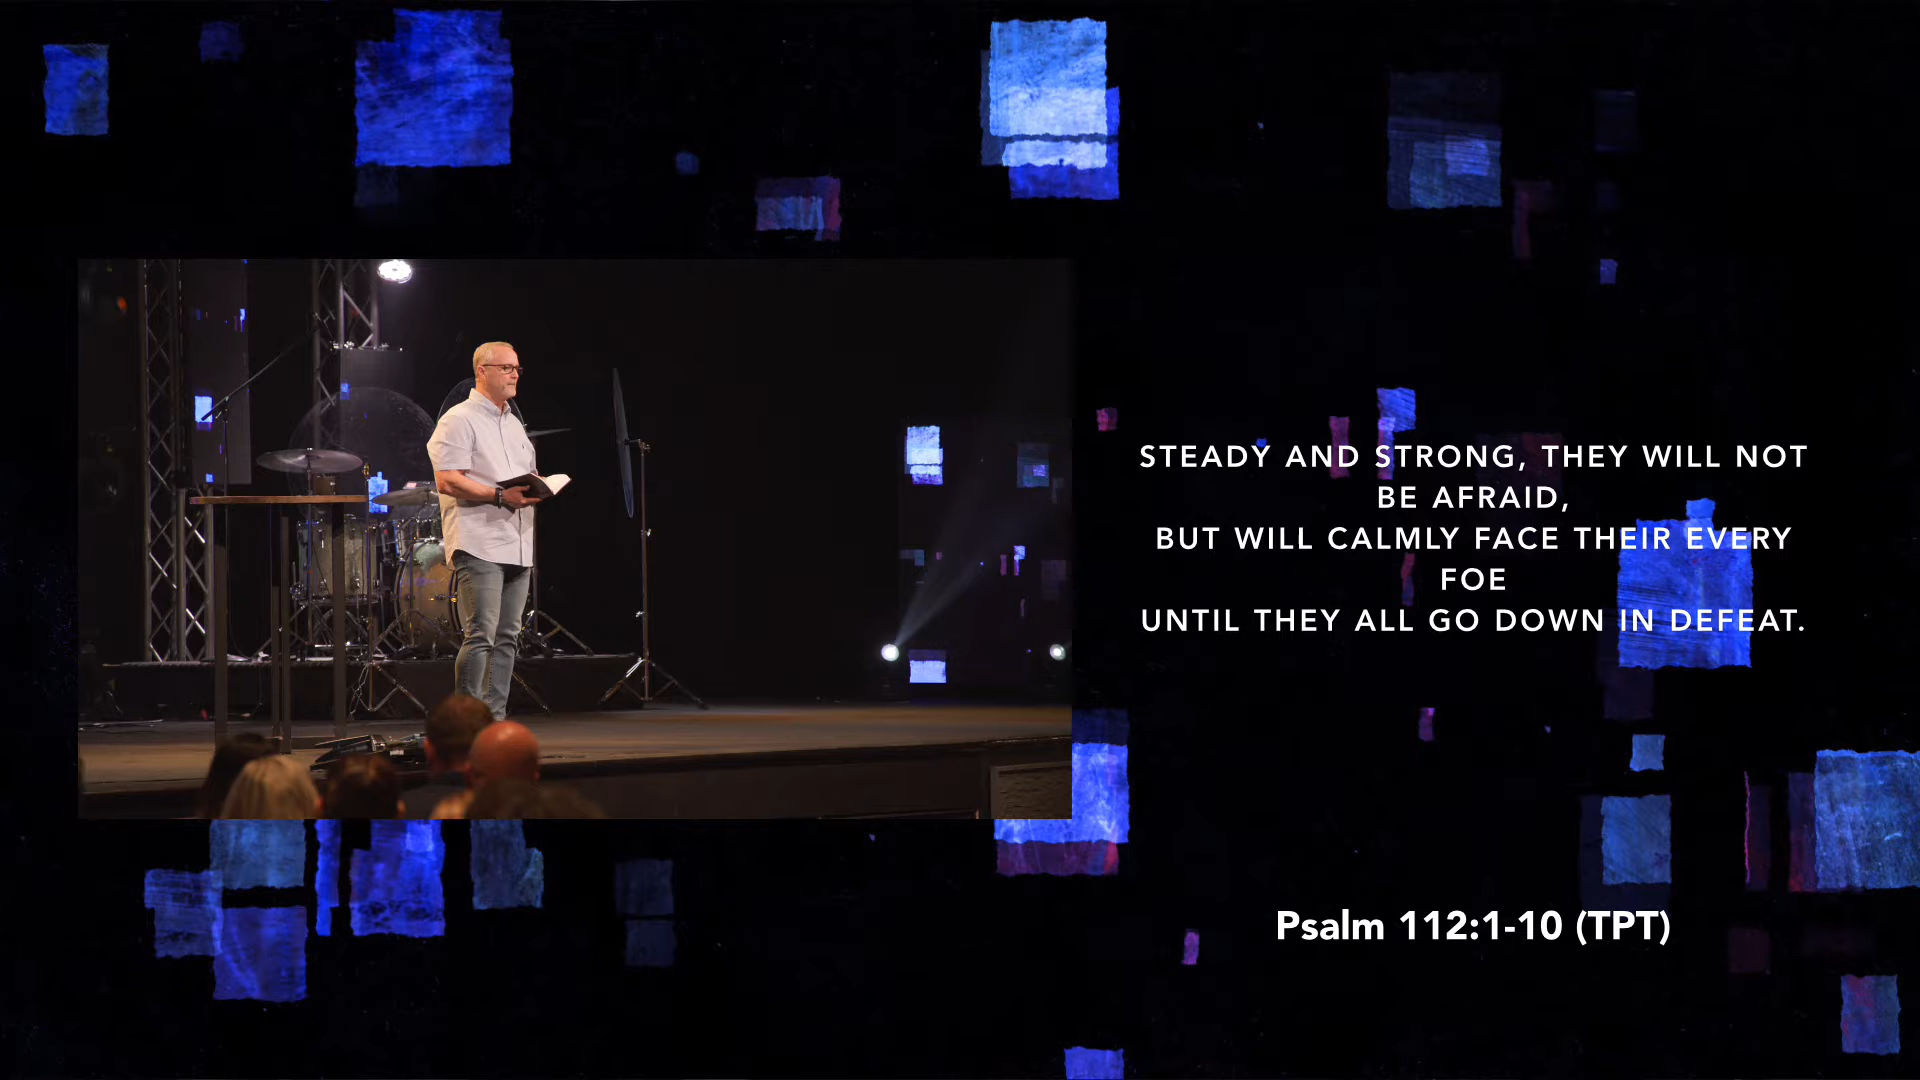 STEADY AND STRONG, THEY WILL NOT
BE AFRAID,
BUT WILL CALMLY FACE THEIR EVERY
FOE
UNTIL THEY ALL GO DOWN IN DEFEAT.
Psalm 112:1-10 (TPT)